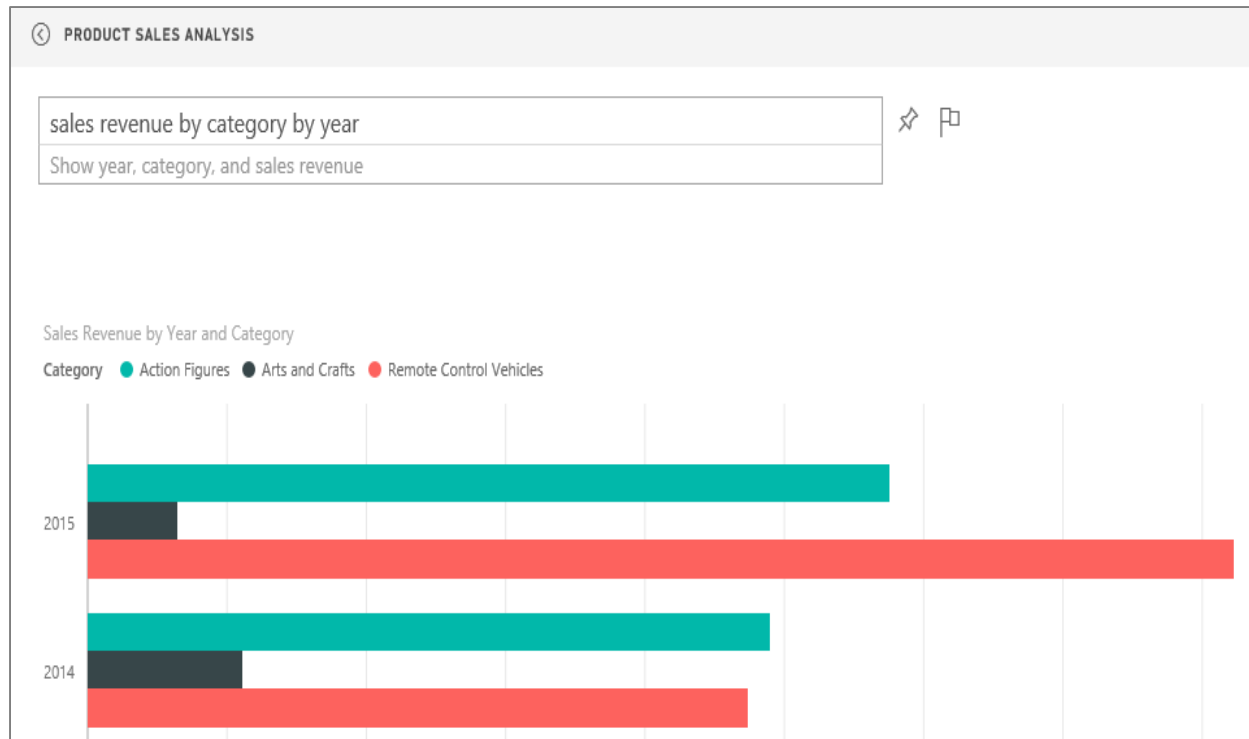 PRODUCT SALES ANALYSIS
sales revenue by category by year
Show year, category, and sales revenue
Sales Revenue by Year and Category
Category Action Figures Arts and Crafts Remote Control Vehicles
2015
2014